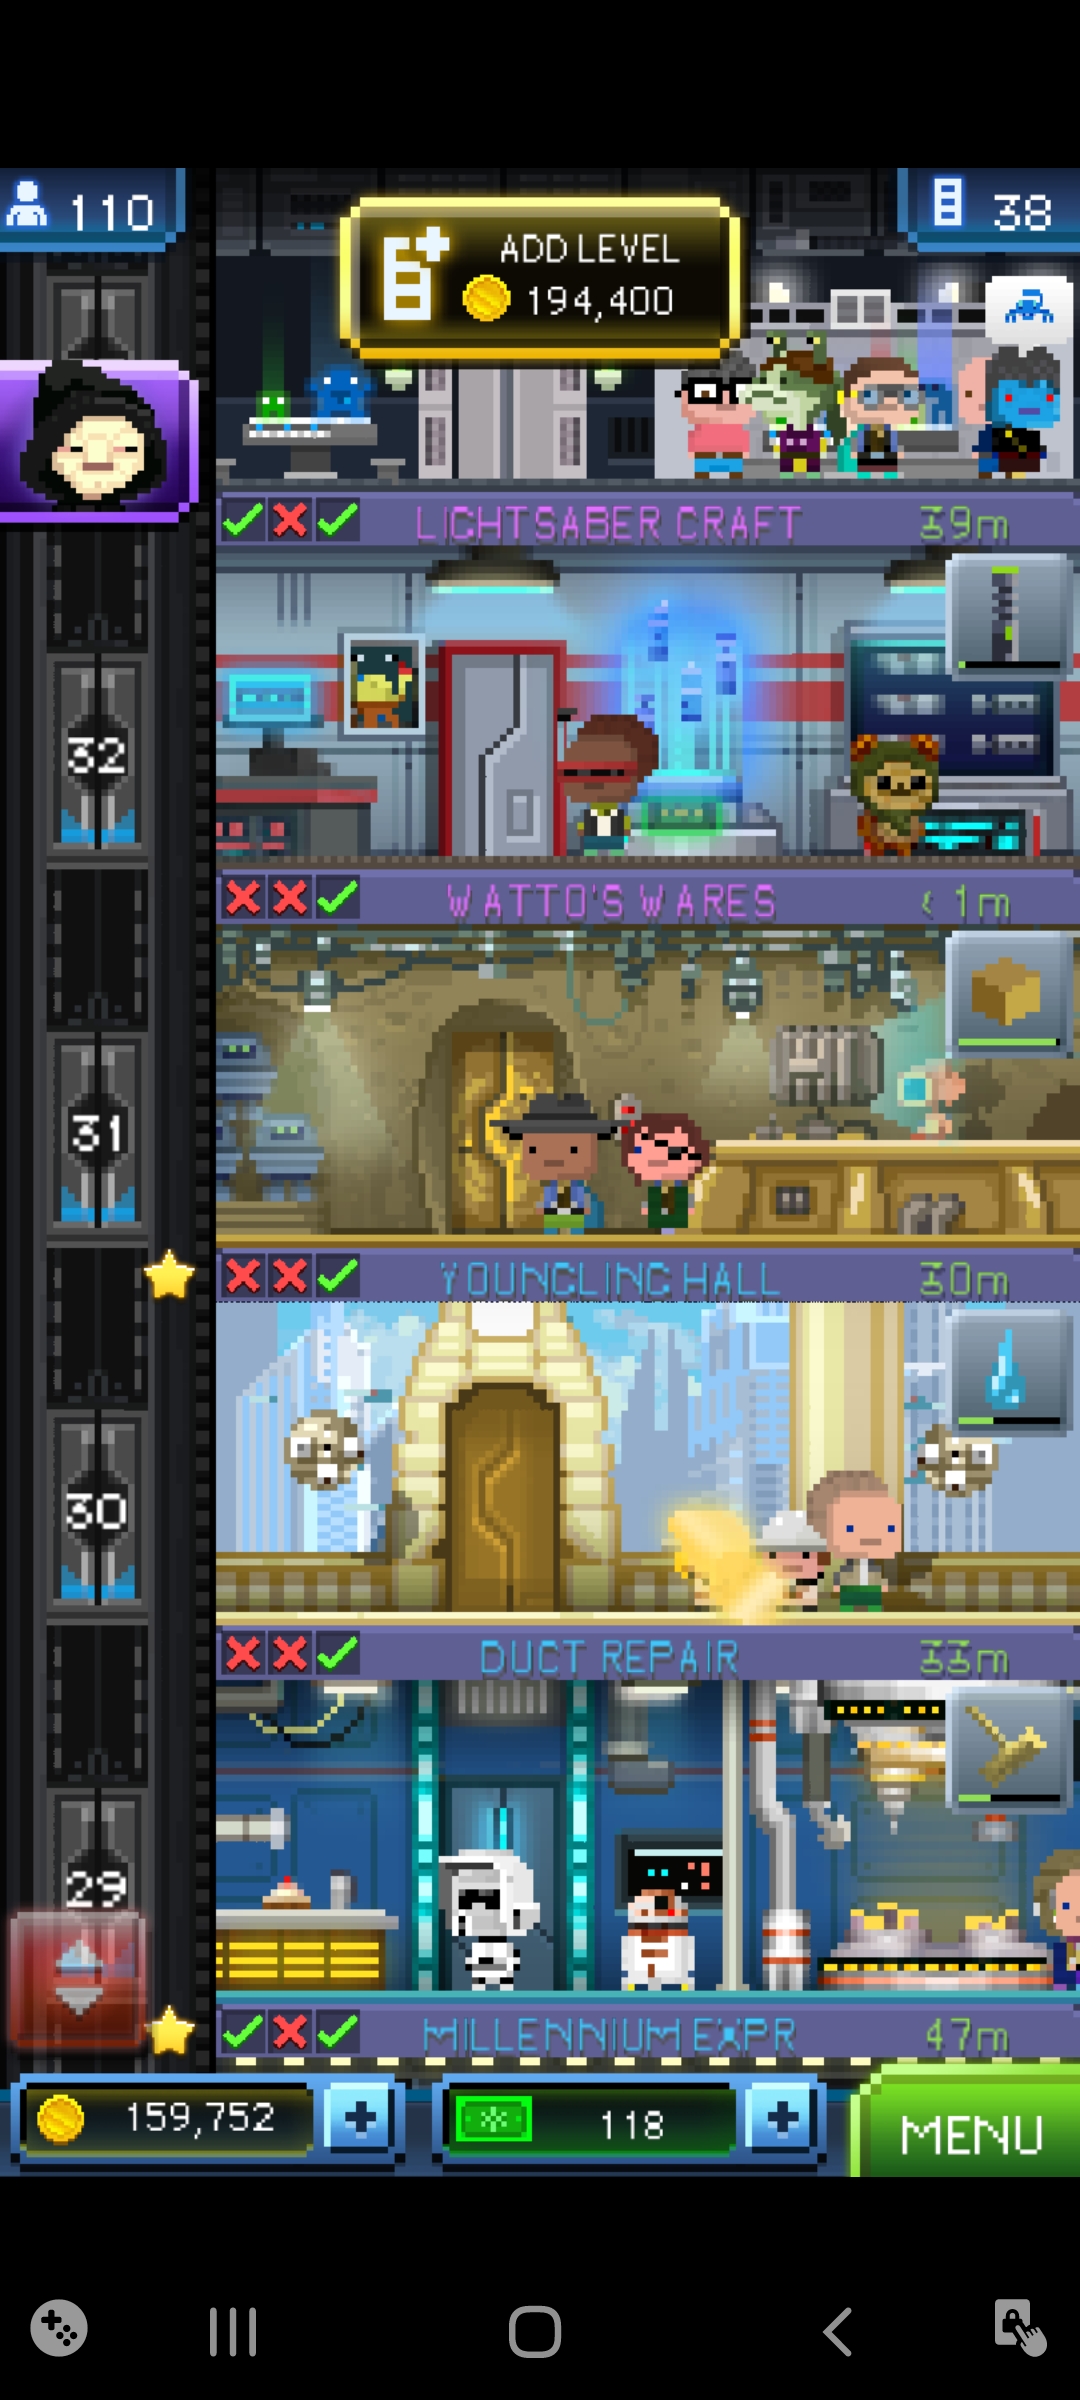 110
38
ADD LEVEL
194,400
LIGHTSABER CRAFT 39m
32
WATTO'S WARES < 1m
31
YOUNGLING HALL 30m
30
DUCT REPAIR 33m
29
MILLENNIUM EXPR 47m
159,752
118
MENU